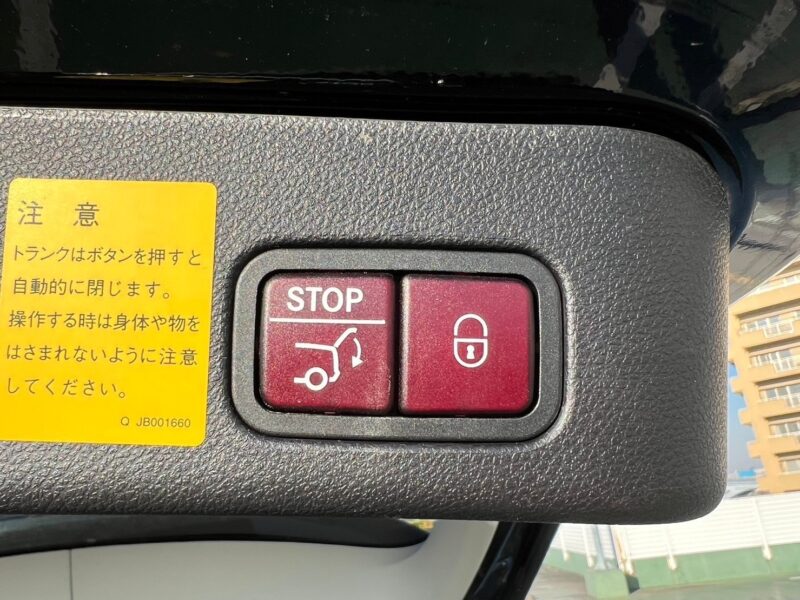 注 意
トランクはボタンを押すと
自動的に閉じます。
操作する時は身体や物を
はさまれないように注意
してください。
Q JB001660
STOP